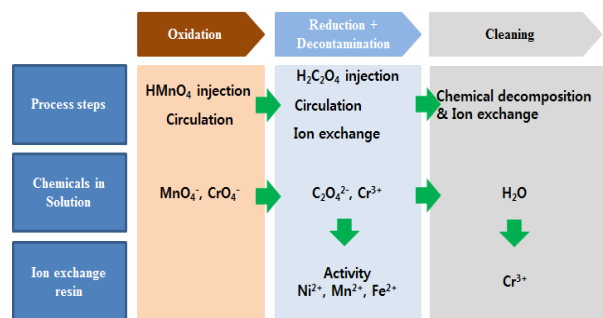 Oxidation
Reduction +
Decontamination
Cleaning
Process steps
HMnO₄ injection
Circulation
H₂C₂O₄ injection
Circulation
Ion exchange
Chemical decomposition
& Ion exchange
Chemicals in
Solution
MnO₄⁻, CrO₄⁻
C₂O₄²⁻, Cr³⁺
H₂O
Ion exchange
resin
Activity
Ni²⁺, Mn²⁺, Fe²⁺
Cr³⁺